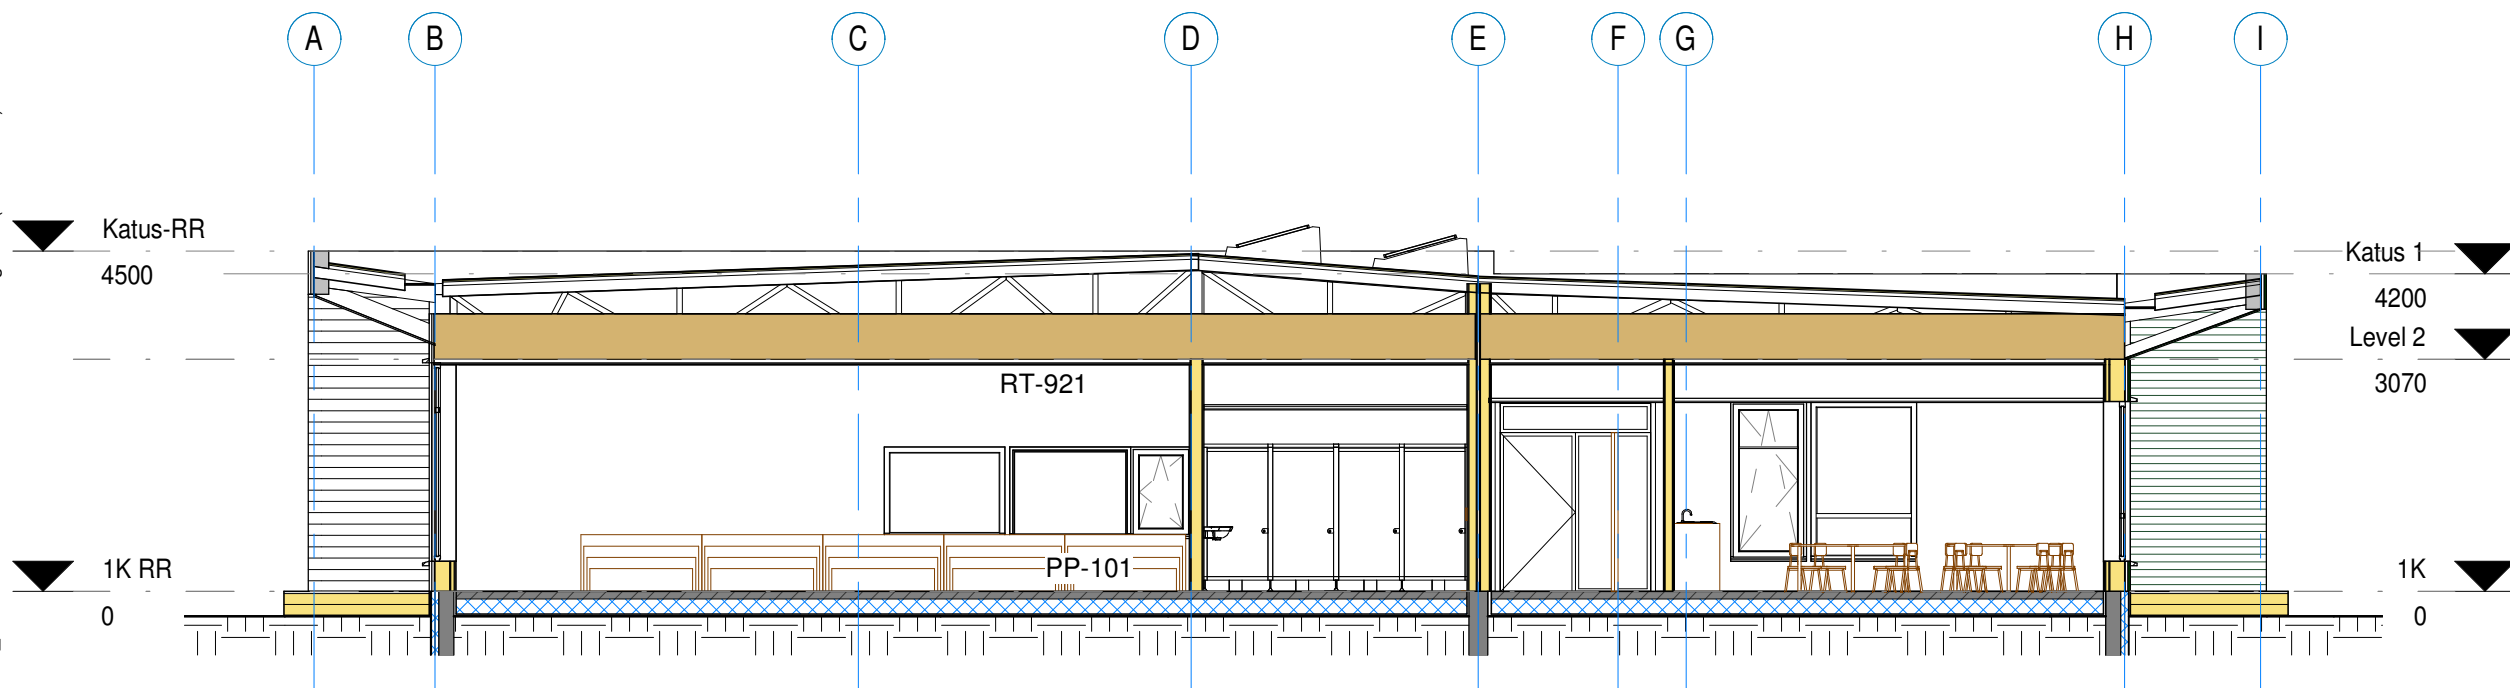 A B C D E F G H I
Katus-RR
4500
Katus 1
4200
Level 2
3070
RT-921
PP-101
1K RR
0
1K
0